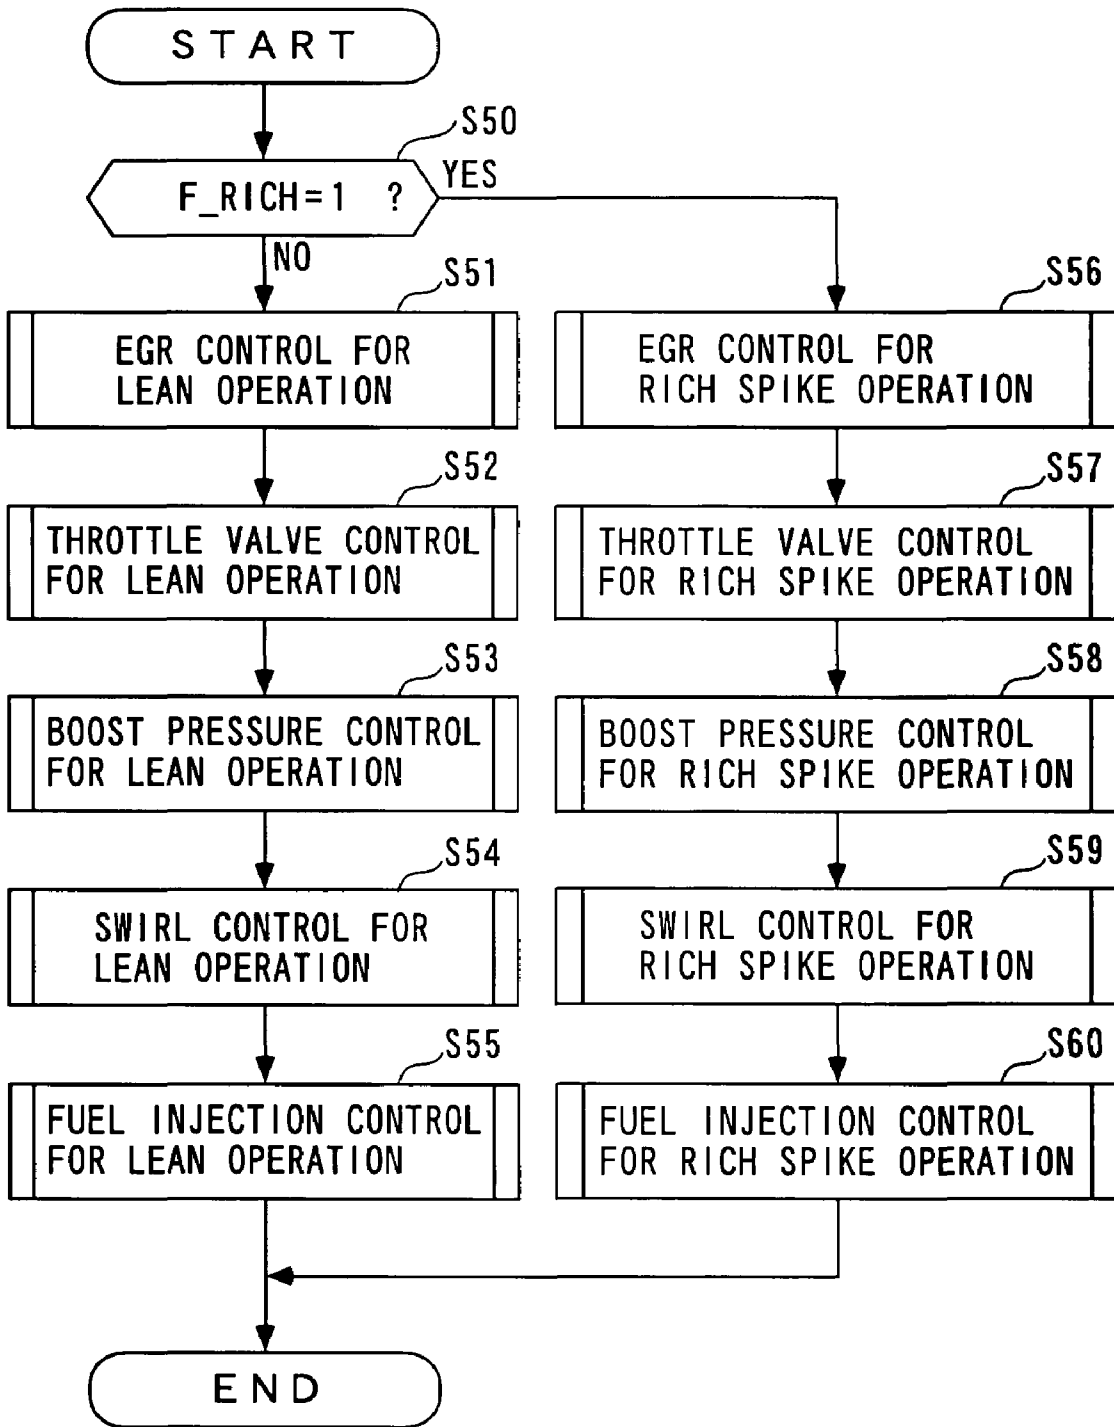 START
S50
F_RICH=1 ?
YES
NO
S51
EGR CONTROL FOR
LEAN OPERATION
S52
THROTTLE VALVE CONTROL
FOR LEAN OPERATION
S53
BOOST PRESSURE CONTROL
FOR LEAN OPERATION
S54
SWIRL CONTROL FOR
LEAN OPERATION
S55
FUEL INJECTION CONTROL
FOR LEAN OPERATION
S56
EGR CONTROL FOR
RICH SPIKE OPERATION
S57
THROTTLE VALVE CONTROL
FOR RICH SPIKE OPERATION
S58
BOOST PRESSURE CONTROL
FOR RICH SPIKE OPERATION
S59
SWIRL CONTROL FOR
RICH SPIKE OPERATION
S60
FUEL INJECTION CONTROL
FOR RICH SPIKE OPERATION
END